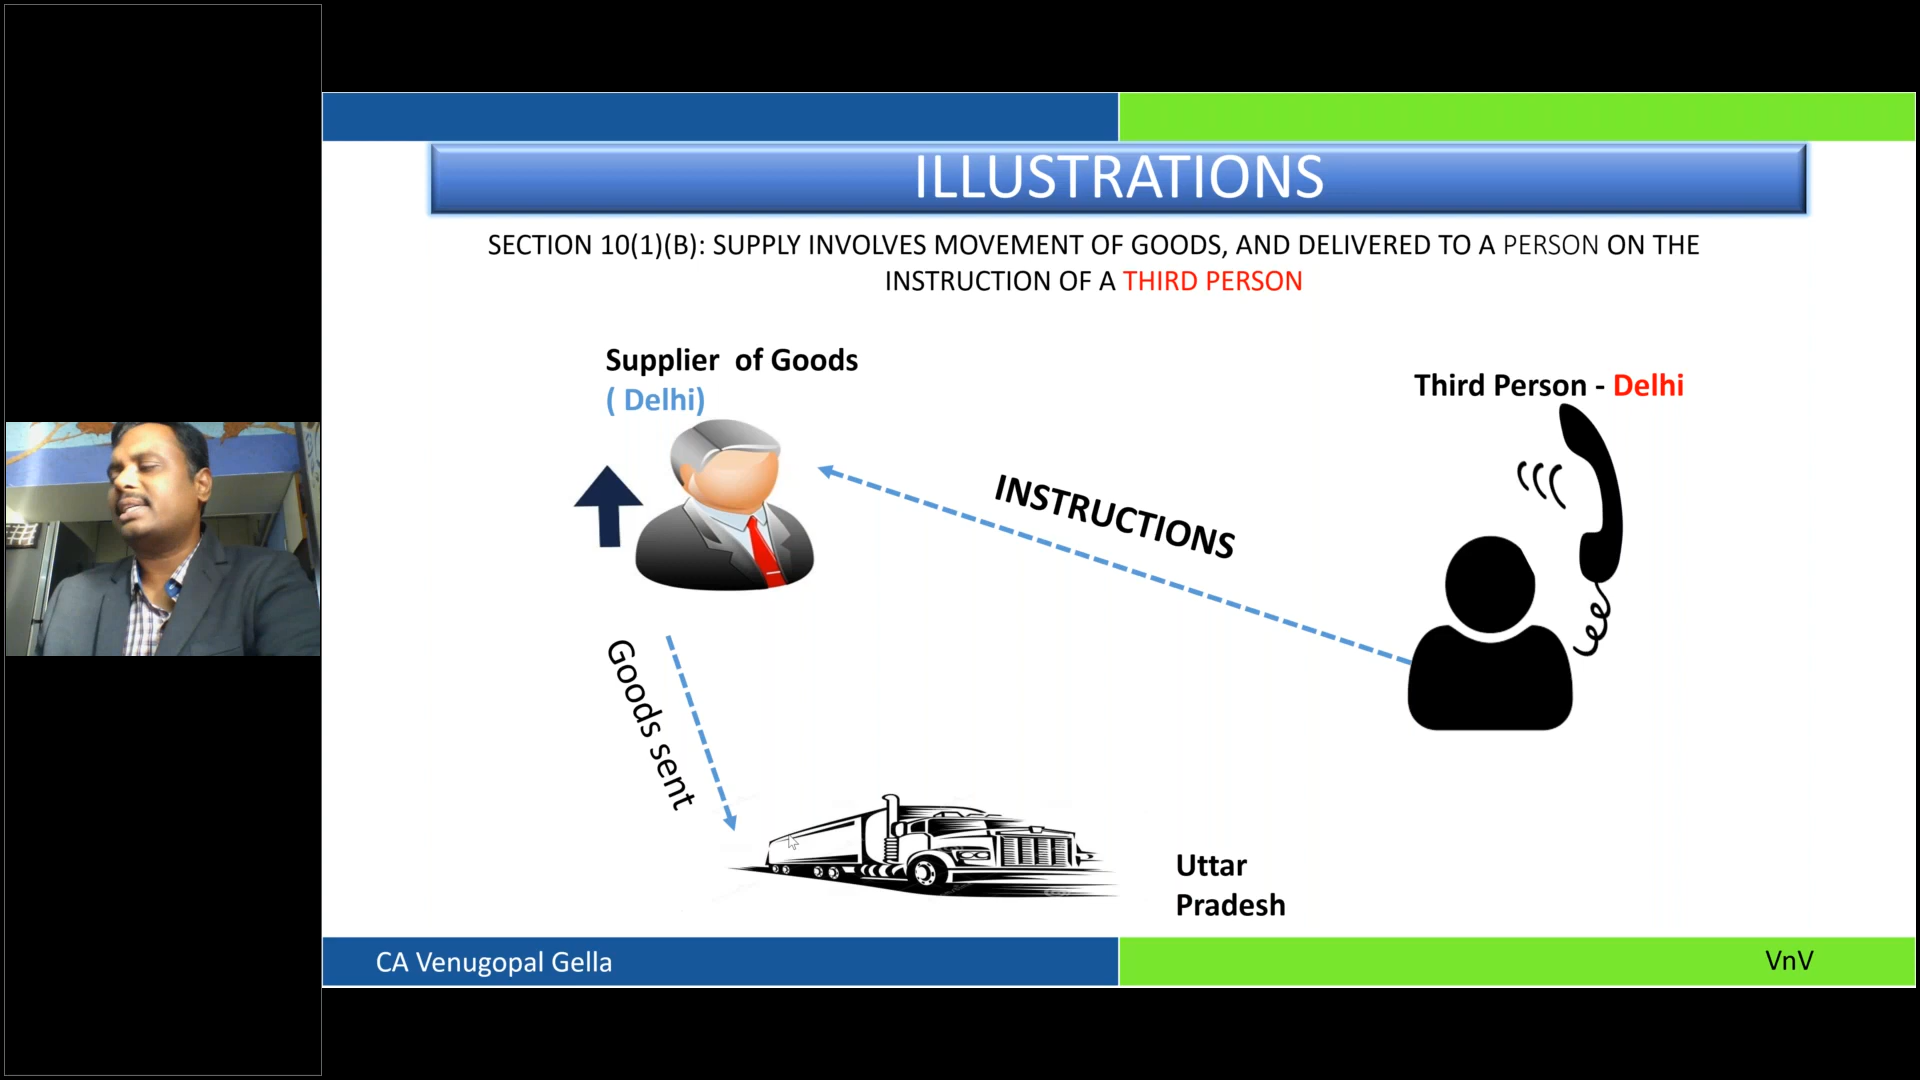 ILLUSTRATIONS
SECTION 10(1)(B): SUPPLY INVOLVES MOVEMENT OF GOODS, AND DELIVERED TO A PERSON ON THE
INSTRUCTION OF A THIRD PERSON
Supplier of Goods
( Delhi)
Third Person - Delhi
INSTRUCTIONS
Goods sent
Uttar
Pradesh
CA Venugopal Gella
VnV